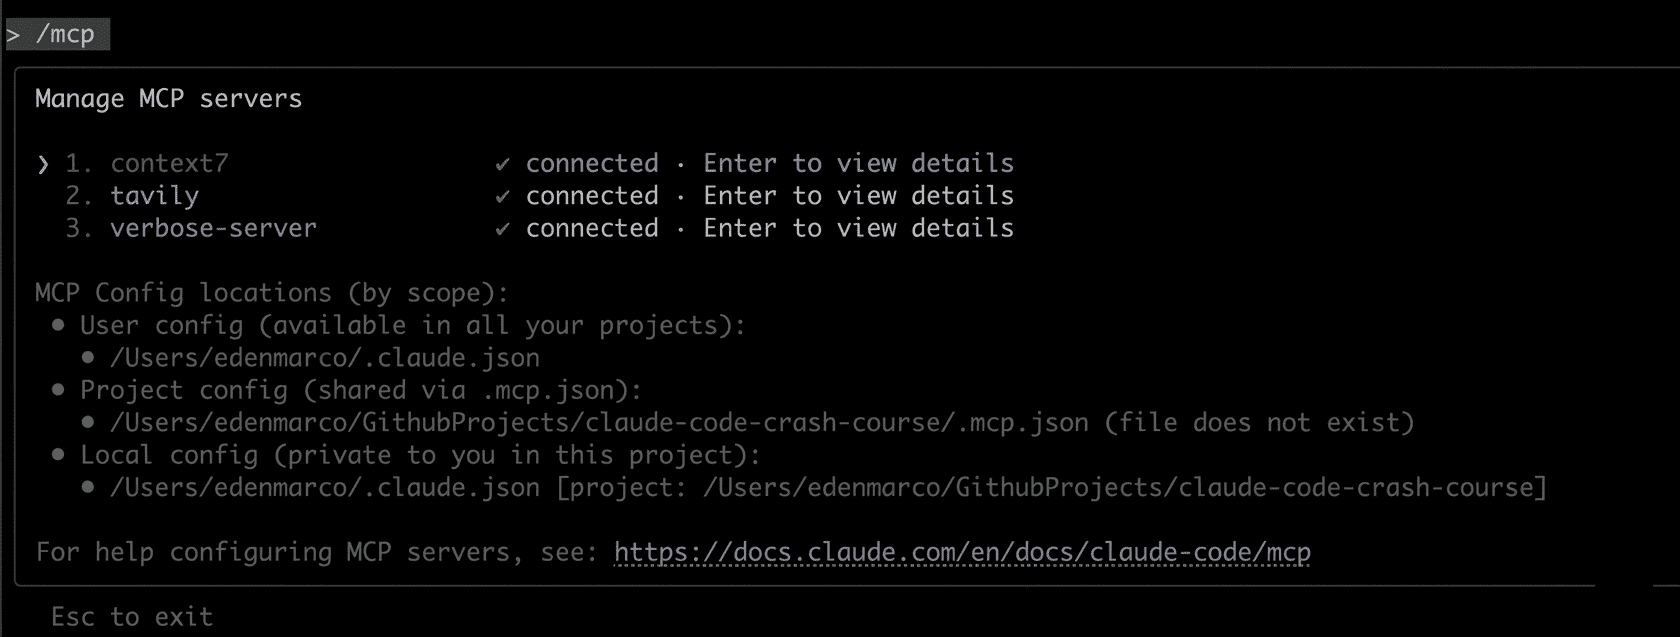 > /mcp
Manage MCP servers
❯ 1. context7 ✔ connected · Enter to view details
2. tavily ✔ connected · Enter to view details
3. verbose-server ✔ connected · Enter to view details
MCP Config locations (by scope):
• User config (available in all your projects):
• /Users/edenmarco/.claude.json
• Project config (shared via .mcp.json):
• /Users/edenmarco/GithubProjects/claude-code-crash-course/.mcp.json (file does not exist)
• Local config (private to you in this project):
• /Users/edenmarco/.claude.json [project: /Users/edenmarco/GithubProjects/claude-code-crash-course]
For help configuring MCP servers, see: https://docs.claude.com/en/docs/claude-code/mcp
Esc to exit